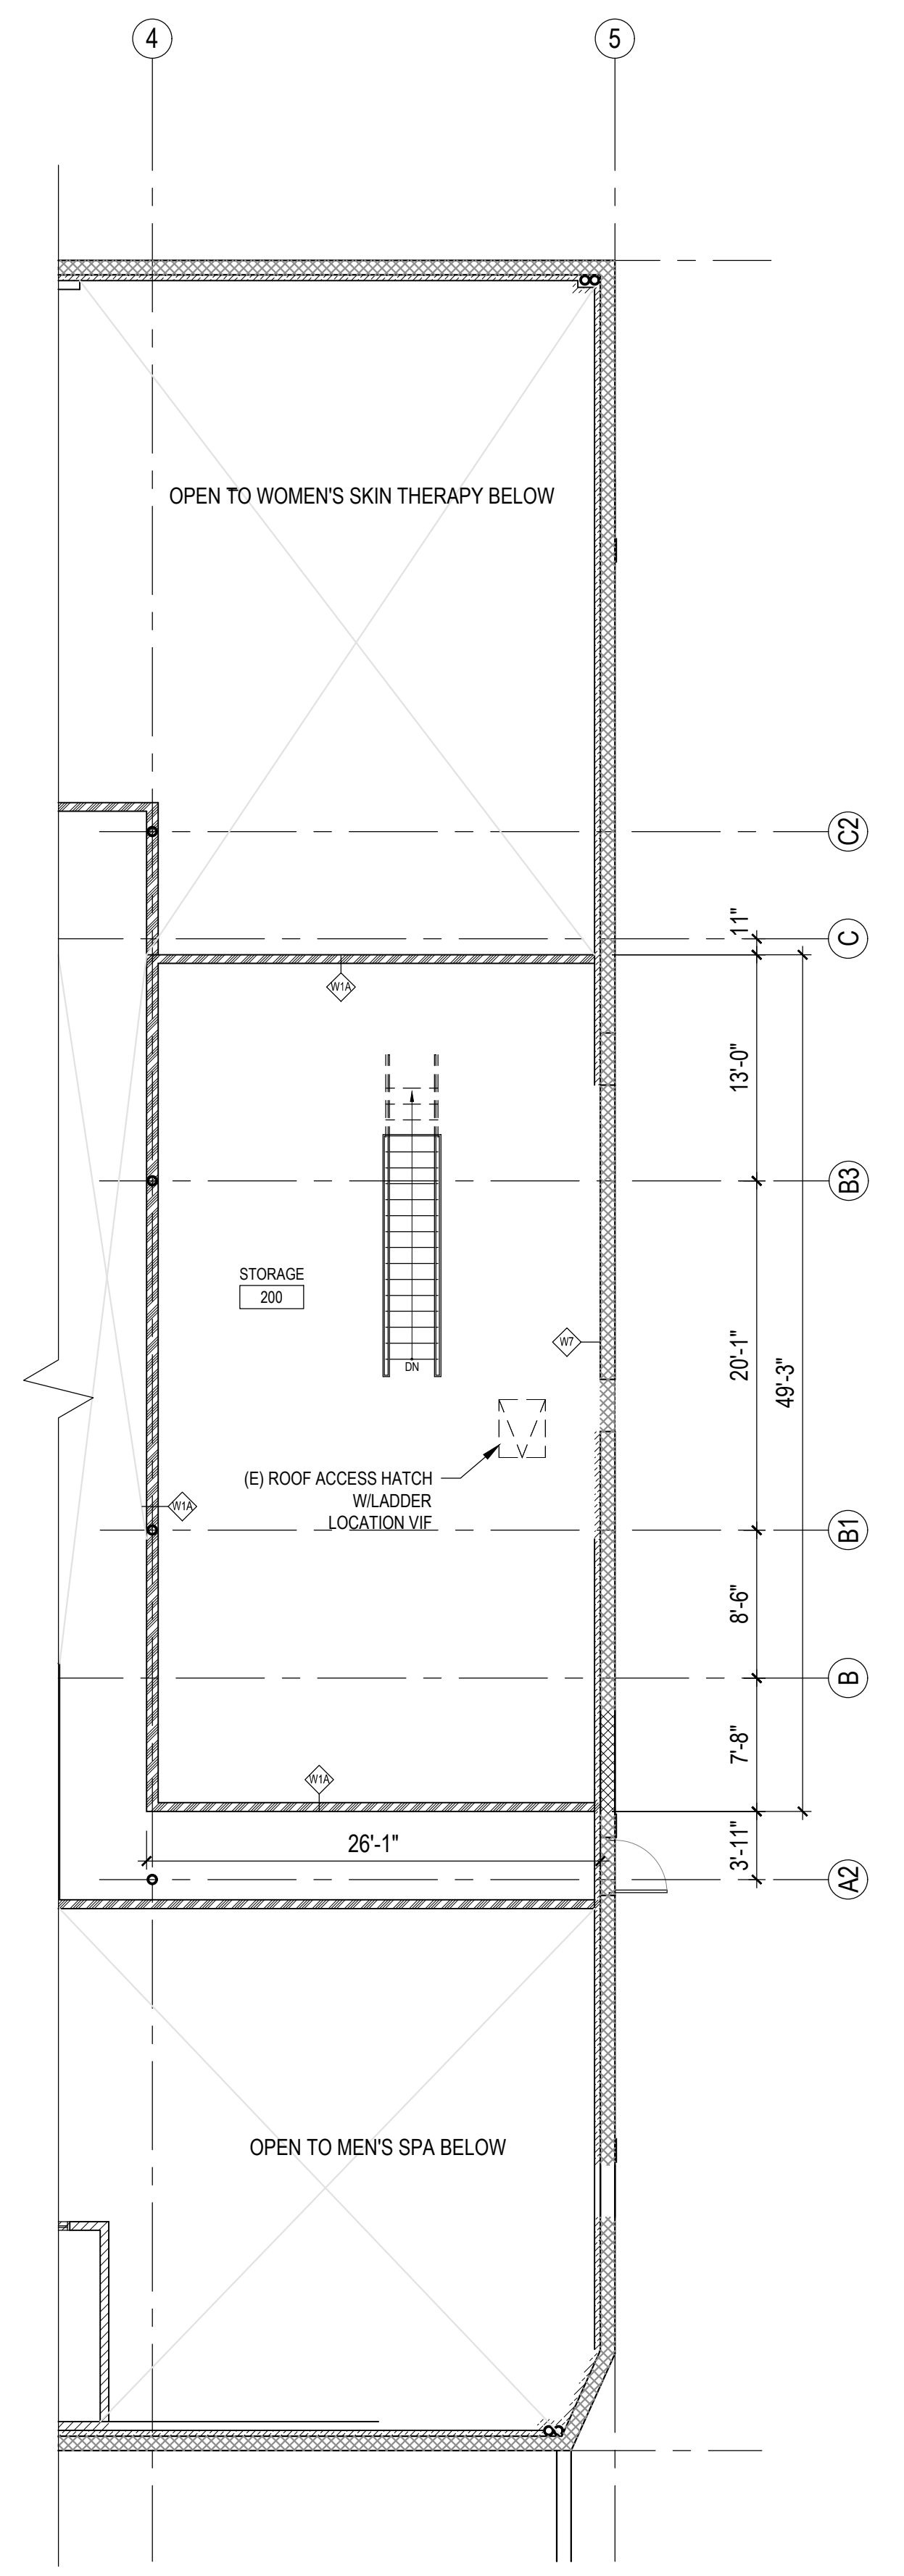 4
5
OPEN TO WOMEN'S SKIN THERAPY BELOW
C2
11"
C
W1A
13'-0"
B3
STORAGE
200
20'-1"
W7
49'-3"
DN
(E) ROOF ACCESS HATCH
W/LADDER
LOCATION VIF
W1A
B1
8'-6"
B
7'-8"
W1A
26'-1"
3'-11"
A2
OPEN TO MEN'S SPA BELOW